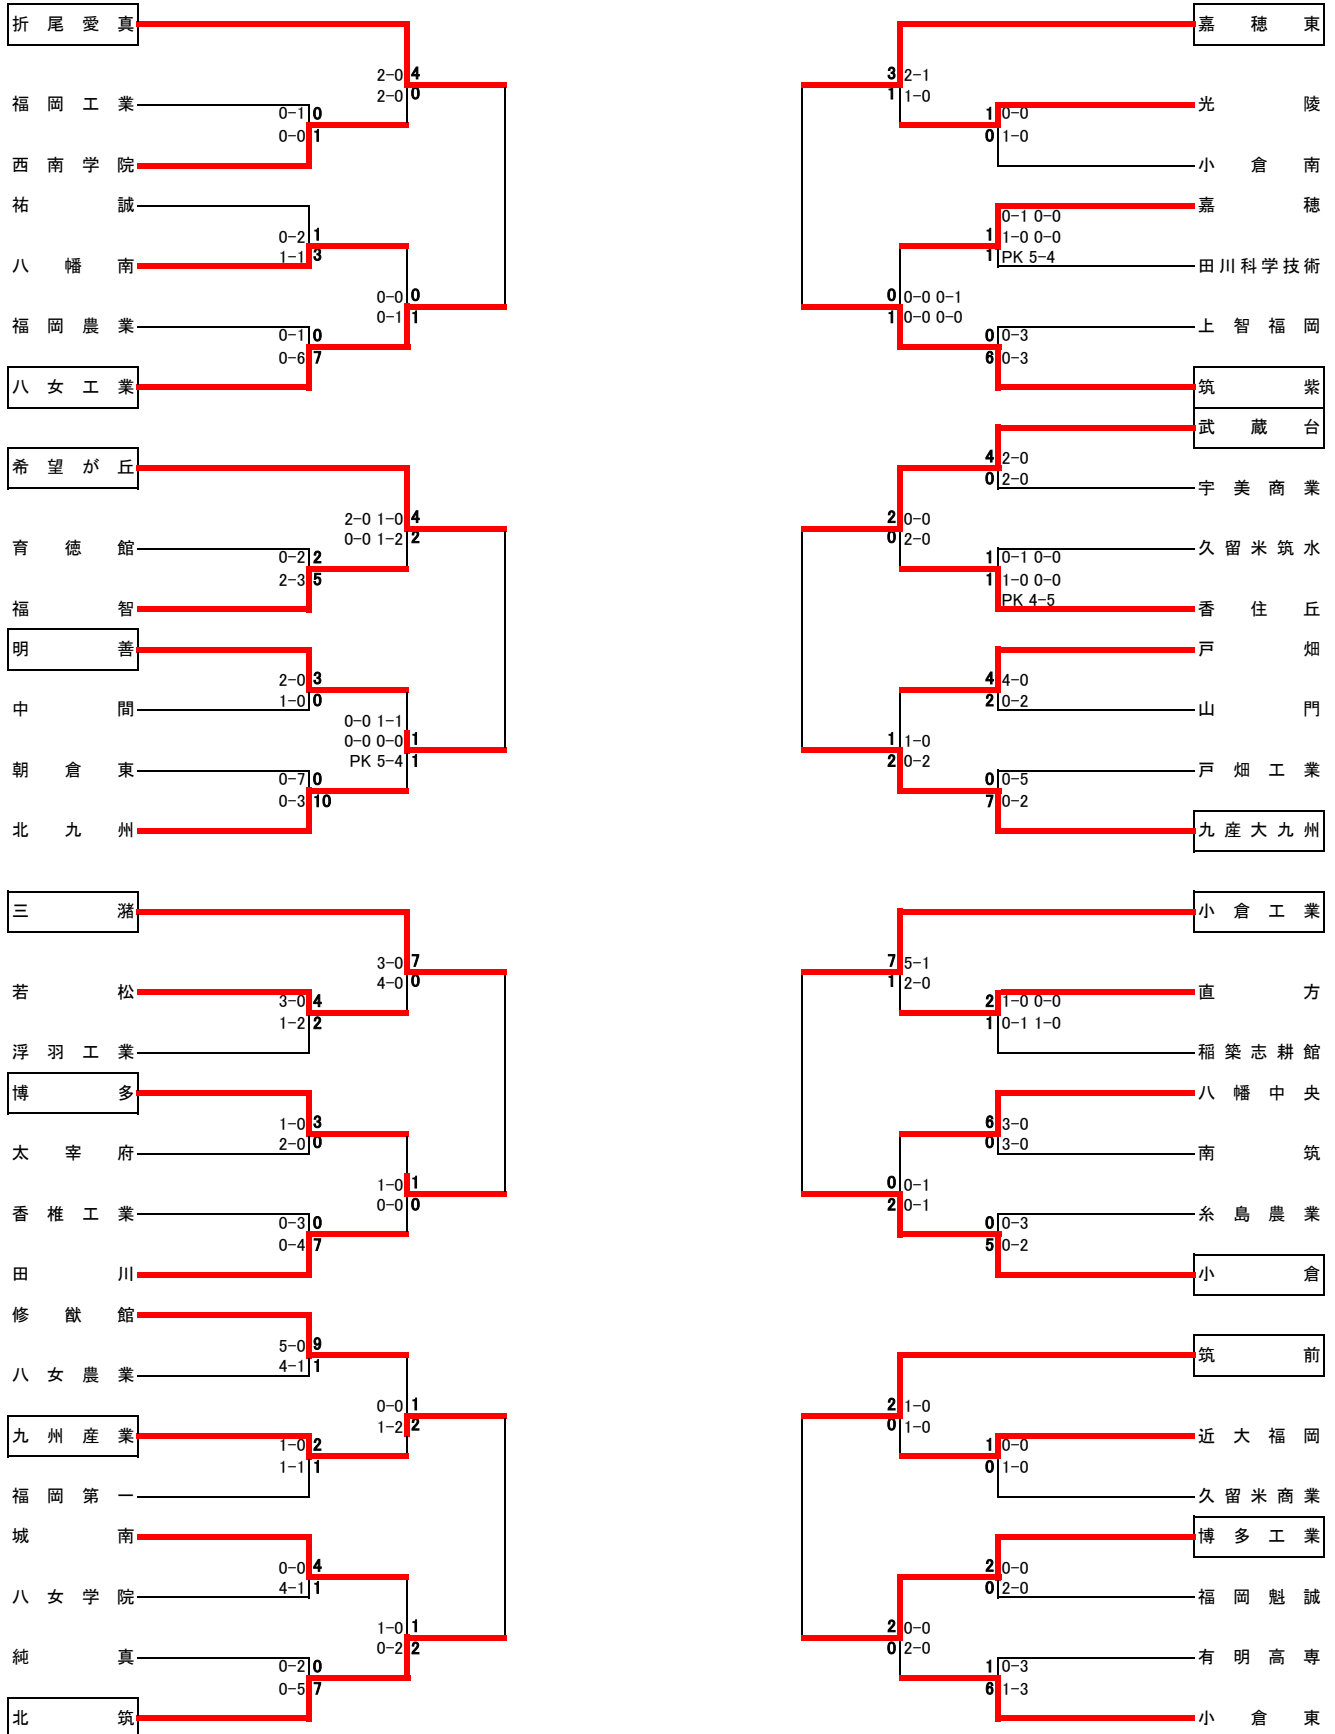 折尾愛真
2-0 4
2-0 0
福岡工業
0-1 0
0-0 1
西南学院
祐誠
0-2 1
1-1 3
八幡南
0-0 0
0-1 1
福岡農業
0-1 0
0-6 7
八女工業
希望が丘
2-0 1-0 4
0-0 1-2 2
育徳館
0-2 2
2-3 5
福智
明善
2-0 3
1-0 0
中間
0-0 1-1
0-0 0-0 1
PK 5-4 1
朝倉東
0-7 0
0-3 10
北九州
三潴
3-0 7
4-0 0
若松
3-0 4
1-2 2
浮羽工業
博多
1-0 3
2-0 0
太宰府
1-0 1
0-0 0
香椎工業
0-3 0
0-4 7
田川
修猷館
5-0 9
4-1 1
八女農業
0-0 1
1-2 2
九州産業
1-0 2
1-1 1
福岡第一
城南
0-0 4
4-1 1
八女学院
1-0 1
0-2 2
純真
0-2 0
0-5 7
北筑
嘉穂東
3 2-1
1 1-0
光陵
1 0-0
0 1-0
小倉南
嘉穂
0-1 0-0
1 1-0 0-0
1 PK 5-4
田川科学技術
0 0-0 0-1
1 0-0 0-0
上智福岡
0 0-3
6 0-3
筑紫
武蔵台
4 2-0
0 2-0
宇美商業
2 0-0
0 2-0
久留米筑水
1 0-1 0-0
1 1-0 0-0
PK 4-5
香住丘
戸畑
4 4-0
2 0-2
山門
1 1-0
2 0-2
戸畑工業
0 0-5
7 0-2
九産大九州
小倉工業
7 5-1
1 2-0
直方
2 1-0 0-0
1 0-1 1-0
稲築志耕館
八幡中央
6 3-0
0 3-0
南筑
0 0-1
2 0-1
糸島農業
0 0-3
5 0-2
小倉
筑前
2 1-0
0 1-0
近大福岡
1 0-0
0 1-0
久留米商業
博多工業
2 0-0
0 2-0
福岡魁誠
2 0-0
0 2-0
有明高専
1 0-3
6 1-3
小倉東